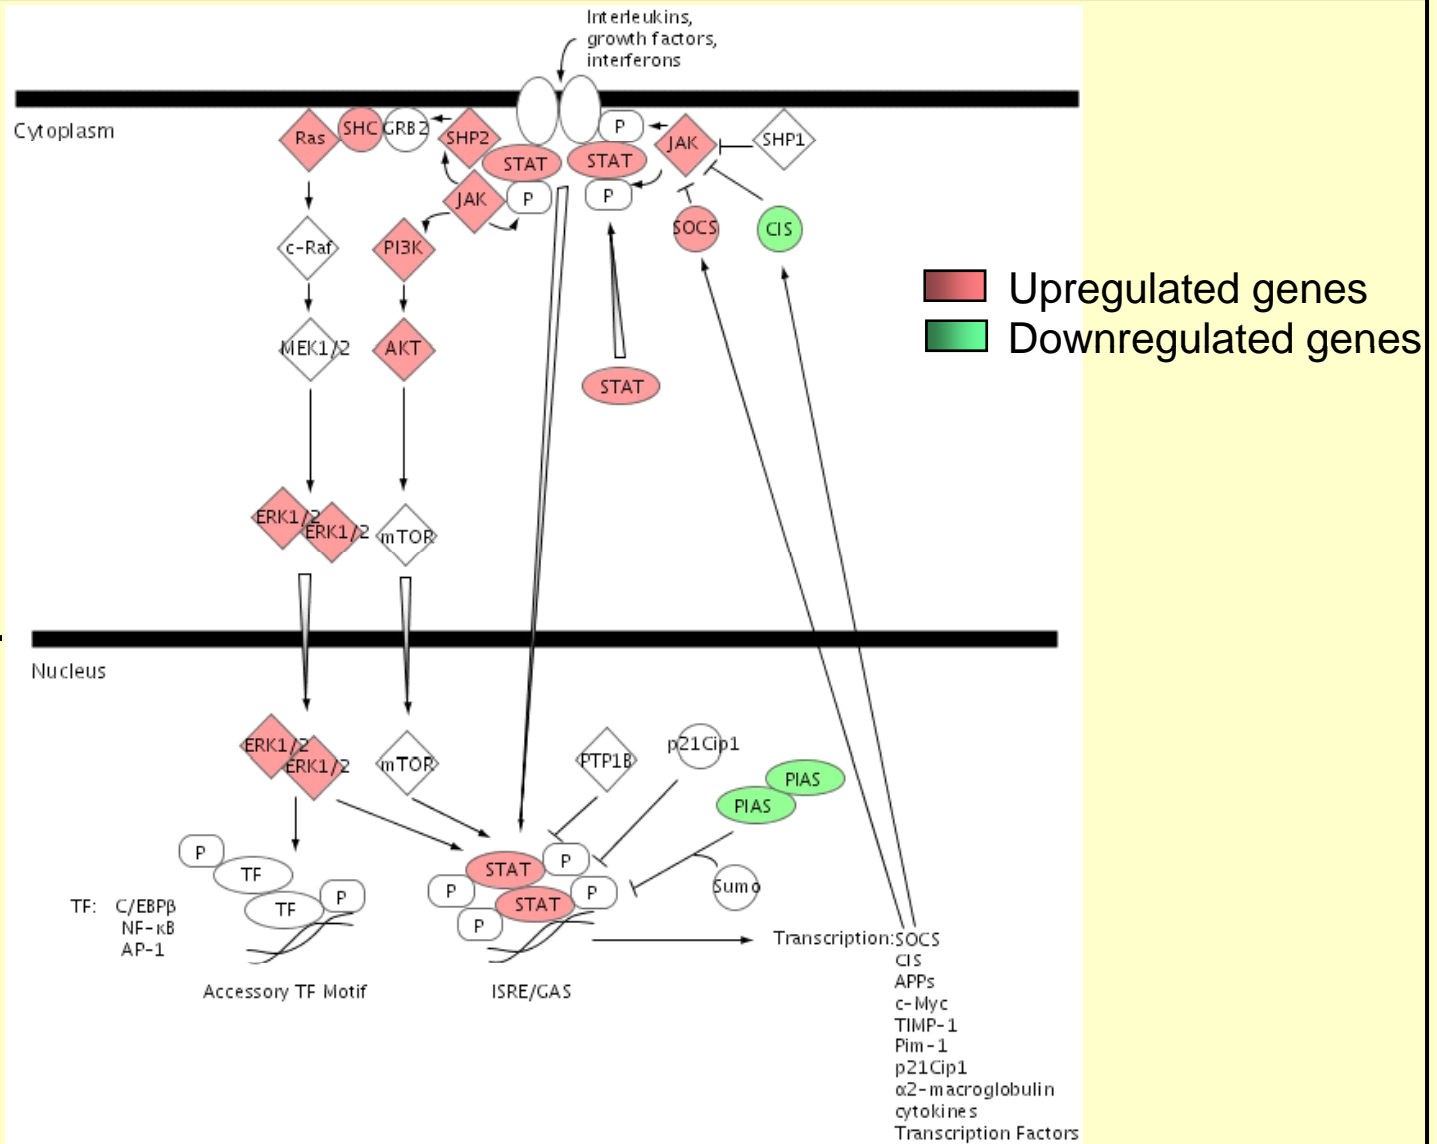 Interleukins,
growth factors,
interferons
Cytoplasm
Ras
SHC
GRB2
SHP2
STAT
P
JAK
P
STAT
P
JAK
SHP1
c-Raf
PI3K
SOCS
CIS
Upregulated genes
Downregulated genes
MEK1/2
AKT
STAT
ERK1/2
ERK1/2
mTOR
Nucleus
ERK1/2
ERK1/2
mTOR
PTP1B
p21Cip1
PIAS
PIAS
P
TF
TF
P
TF: C/EBPβ
NF-κB
AP-1
STAT
P
P
STAT
P
P
Sumo
Accessory TF Motif
ISRE/GAS
Transcription:SOCS
CIS
APPs
c-Myc
TIMP-1
Pim-1
p21Cip1
α2-macroglobulin
cytokines
Transcription Factors